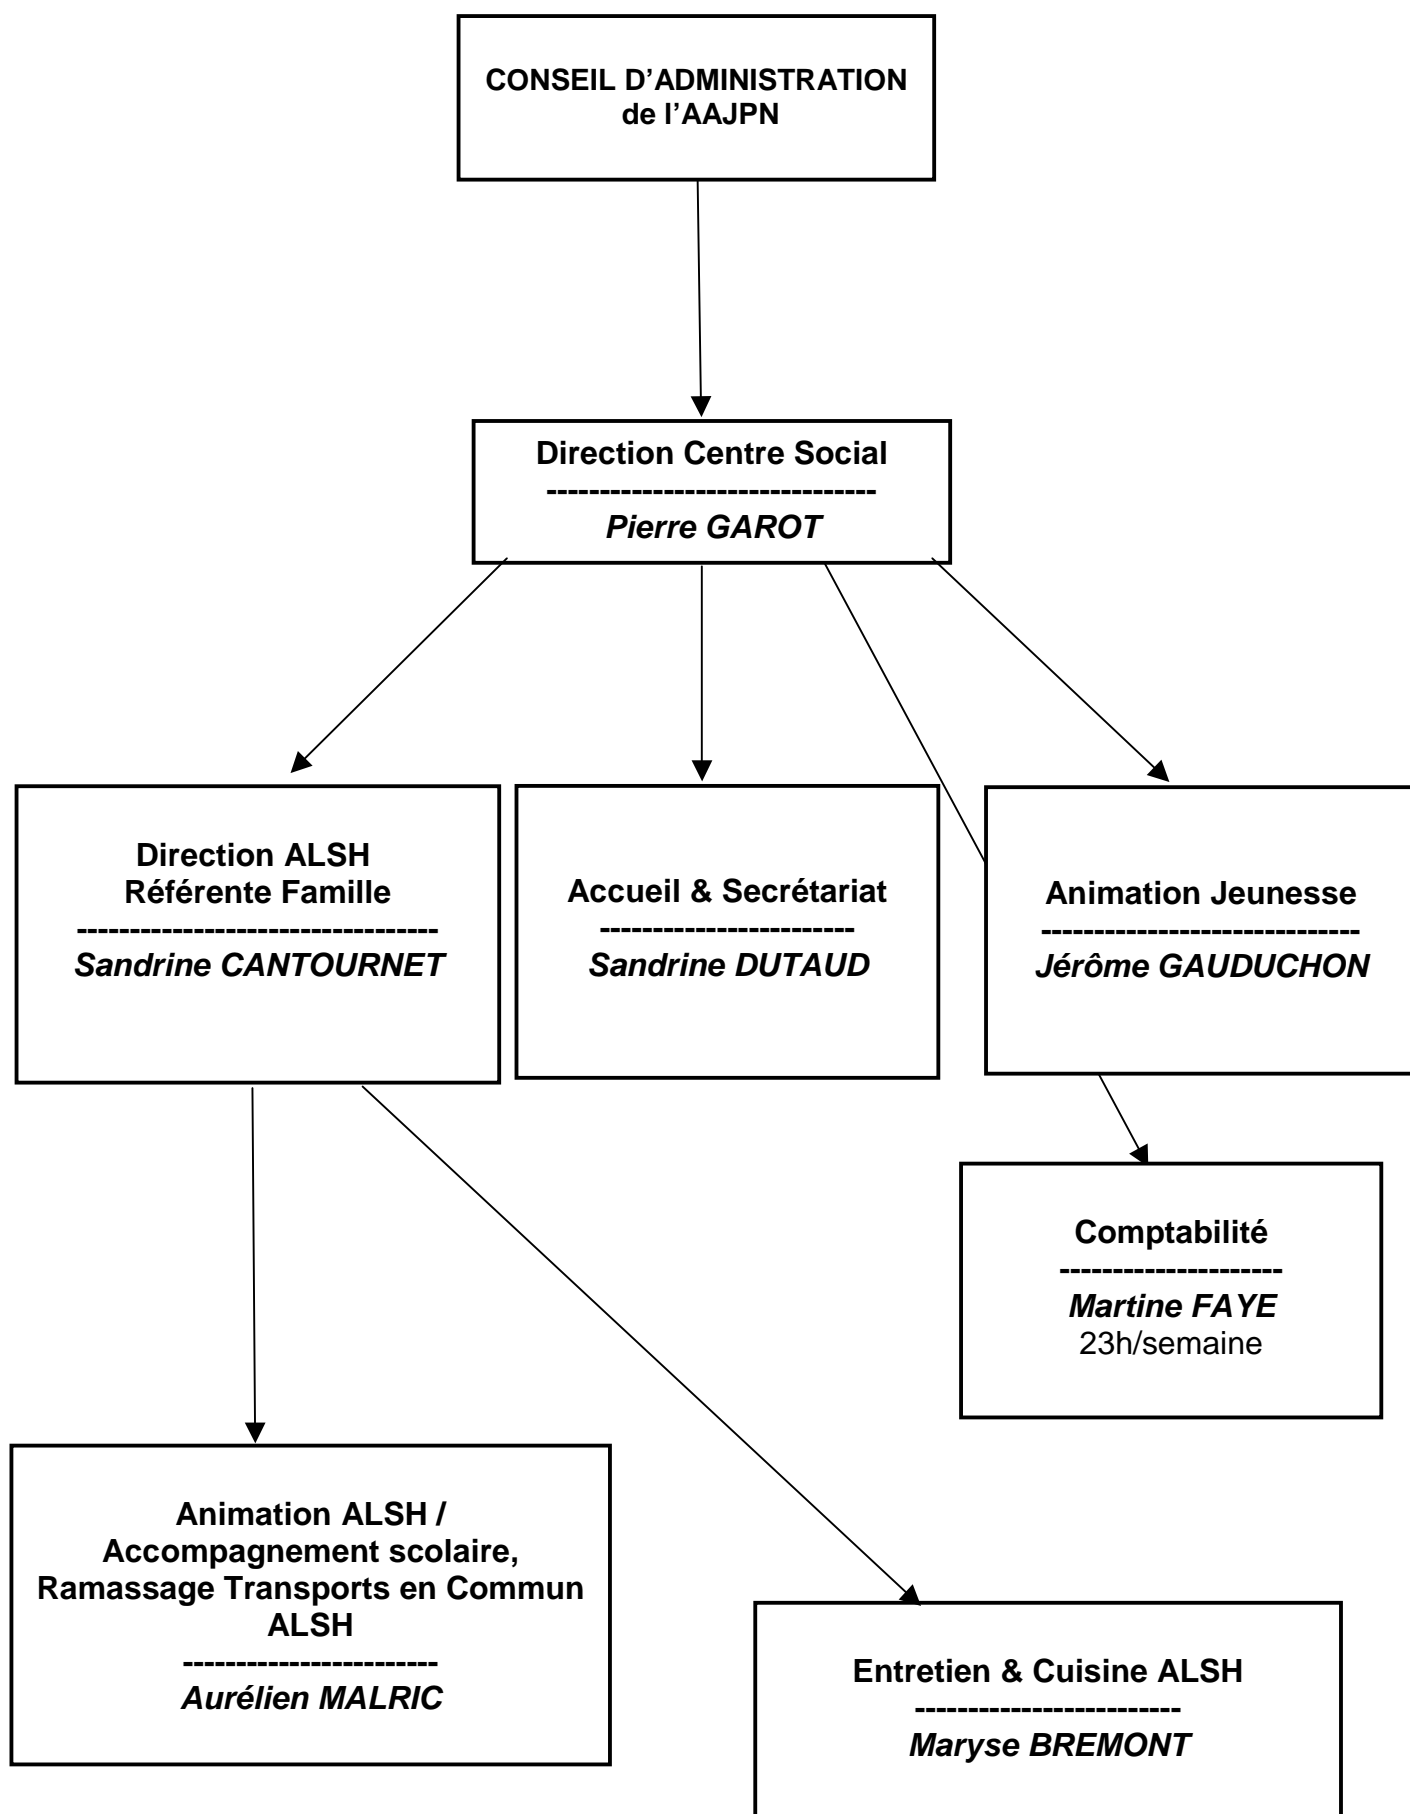 CONSEIL D’ADMINISTRATION
de l’AAJPN
Direction Centre Social
-------------------------------
Pierre GAROT
Direction ALSH
Référente Famille
----------------------------------
Sandrine CANTOURNET
Accueil & Secrétariat
------------------------
Sandrine DUTAUD
Animation Jeunesse
------------------------------
Jérôme GAUDUCHON
Comptabilité
---------------------
Martine FAYE
23h/semaine
Animation ALSH /
Accompagnement scolaire,
Ramassage Transports en Commun
ALSH
------------------------
Aurélien MALRIC
Entretien & Cuisine ALSH
-------------------------
Maryse BREMONT